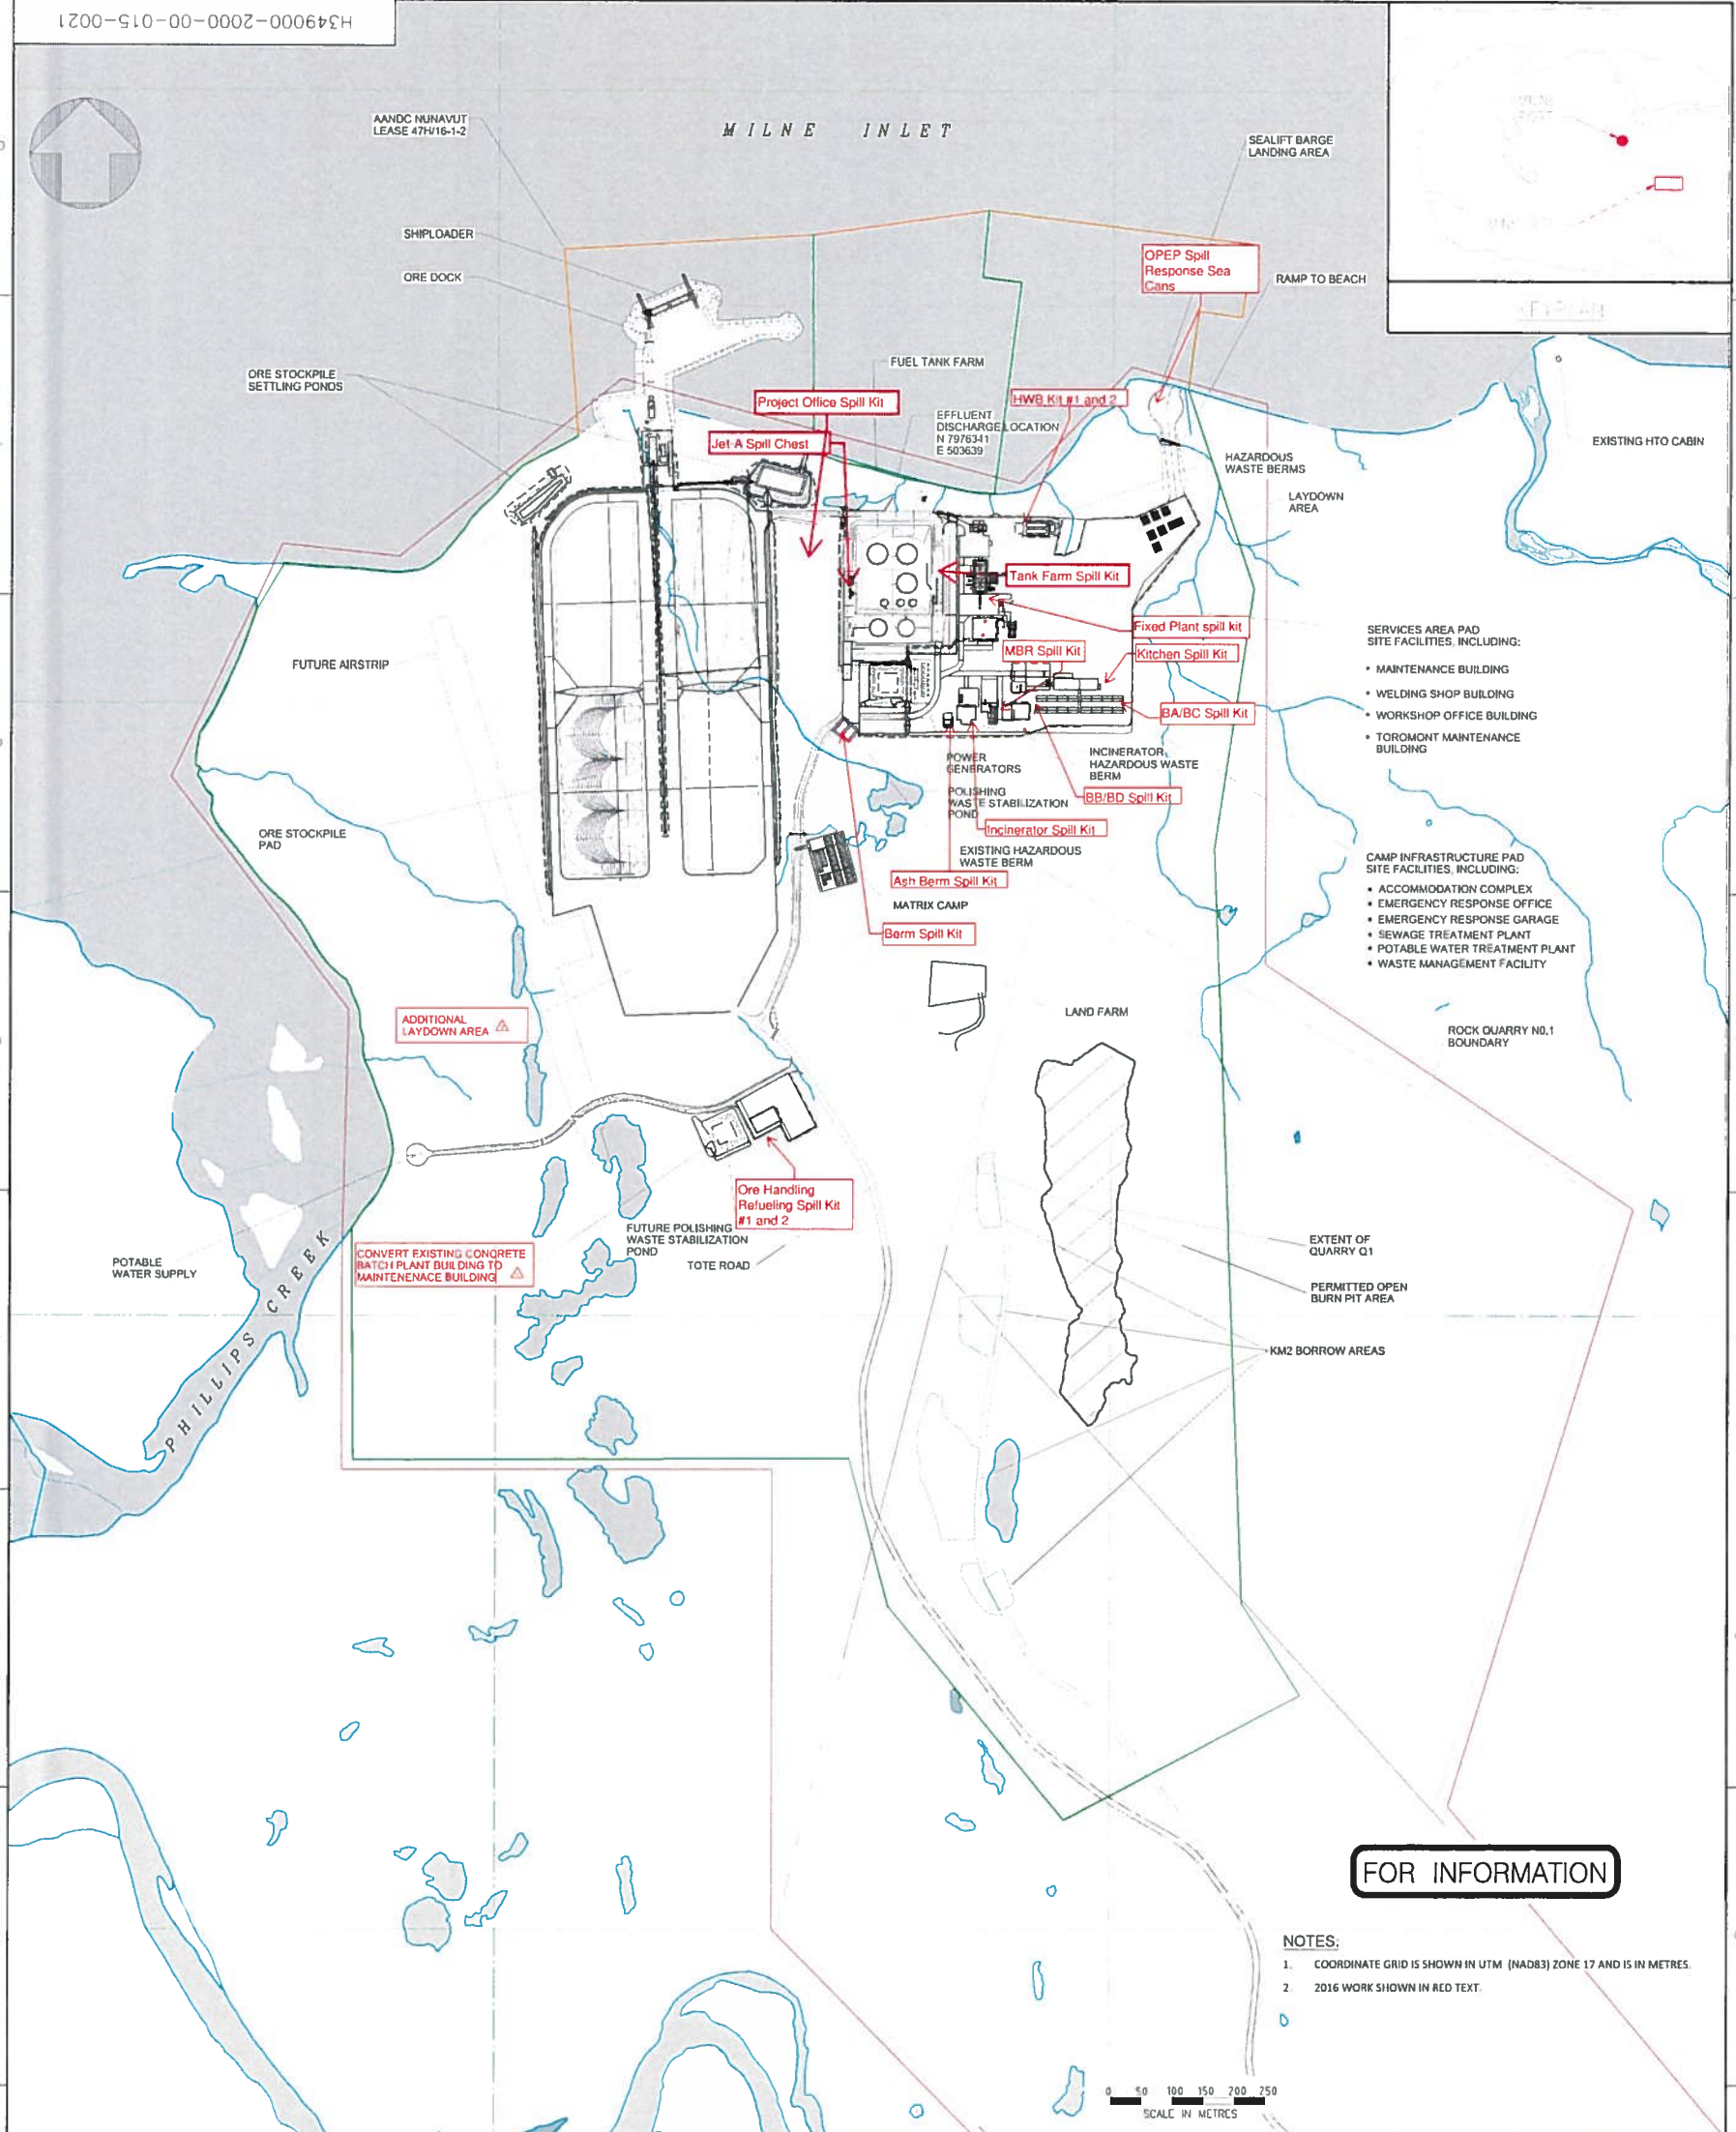 H349000-2000-00-015-0021
AANDC NUNAVUT
LEASE 47H/16-1-2
MILNE INLET
SEALIFT BARGE
LANDING AREA
SHIPLOADER
ORE DOCK
OPEP Spill
Response Sea
Cans
RAMP TO BEACH
ORE STOCKPILE
SETTLING PONDS
FUEL TANK FARM
Project Office Spill Kit
HWB Kit #1 and 2
EFFLUENT
DISCHARGE LOCATION
N 7976341
E 503639
Jet-A Spill Chest
EXISTING HTO CABIN
HAZARDOUS
WASTE BERMS
LAYDOWN
AREA
Tank Farm Spill Kit
Fixed Plant spill kit
MBR Spill Kit
Kitchen Spill Kit
FUTURE AIRSTRIP
SERVICES AREA PAD
SITE FACILITIES, INCLUDING:
• MAINTENANCE BUILDING
• WELDING SHOP BUILDING
• WORKSHOP OFFICE BUILDING
• TOROMONT MAINTENANCE
BUILDING
BA/BC Spill Kit
POWER
GENERATORS
INCINERATOR
HAZARDOUS WASTE
BERM
POLISHING
WASTE STABILIZATION
POND
BB/BD Spill Kit
Incinerator Spill Kit
ORE STOCKPILE
PAD
EXISTING HAZARDOUS
WASTE BERM
Ash Berm Spill Kit
MATRIX CAMP
Berm Spill Kit
CAMP INFRASTRUCTURE PAD
SITE FACILITIES, INCLUDING:
• ACCOMMODATION COMPLEX
• EMERGENCY RESPONSE OFFICE
• EMERGENCY RESPONSE GARAGE
• SEWAGE TREATMENT PLANT
• POTABLE WATER TREATMENT PLANT
• WASTE MANAGEMENT FACILITY
ADDITIONAL
LAYDOWN AREA
LAND FARM
ROCK QUARRY NO.1
BOUNDARY
Ore Handling
Refueling Spill Kit
#1 and 2
FUTURE POLISHING
WASTE STABILIZATION
POND
TOTE ROAD
CONVERT EXISTING CONCRETE
BATCH PLANT BUILDING TO
MAINTENENACE BUILDING
POTABLE
WATER SUPPLY
PHILLIPS CREEK
EXTENT OF
QUARRY Q1
PERMITTED OPEN
BURN PIT AREA
KM2 BORROW AREAS
FOR INFORMATION
NOTES:
1. COORDINATE GRID IS SHOWN IN UTM (NAD83) ZONE 17 AND IS IN METRES.
2. 2016 WORK SHOWN IN RED TEXT.
0 50 100 150 200 250
SCALE IN METRES